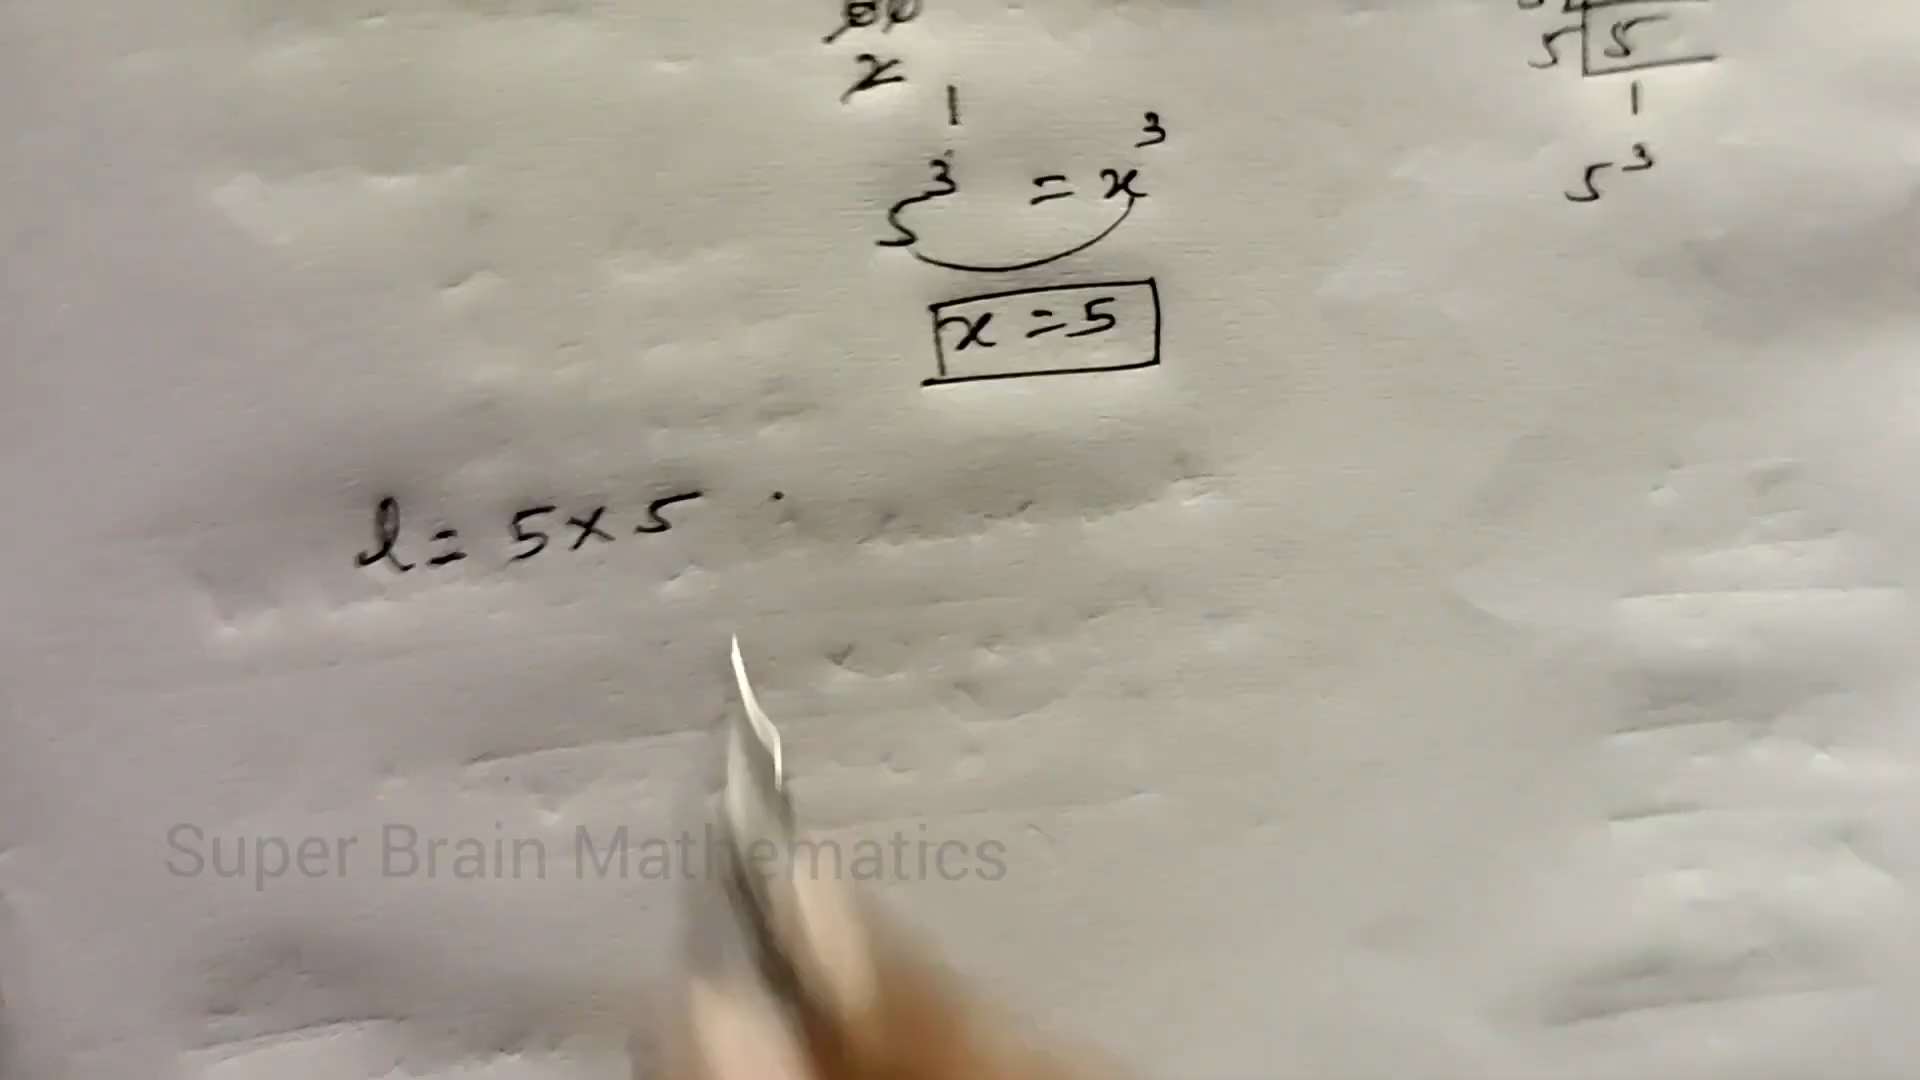 x
1
5³ = x³
x = 5
5 5
1
5³
l = 5 x 5
Super Brain Mathematics